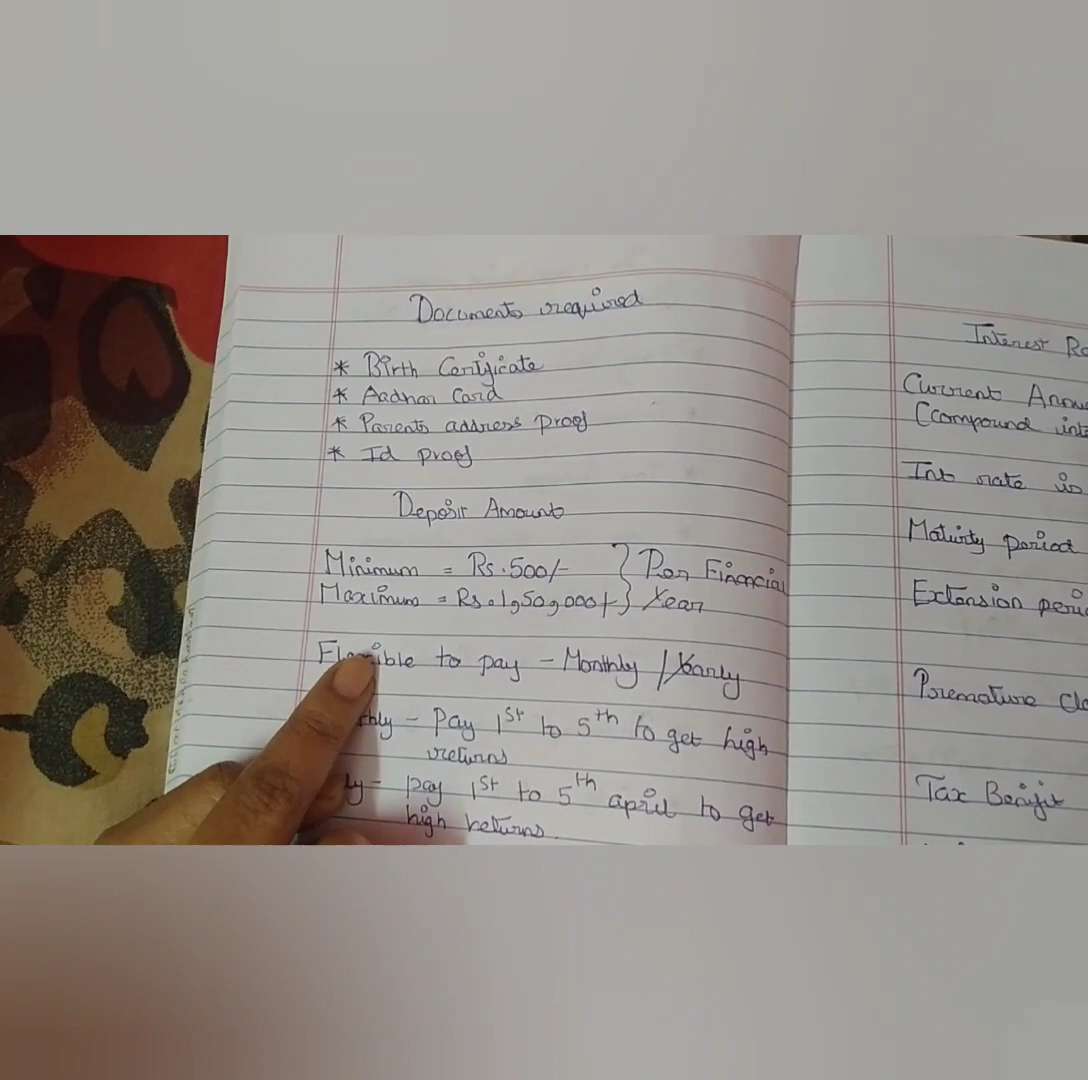 Documents required
* Birth Certificate
* Aadhar Card
* Parents address proof
* Id proof
Deposit Amount
Minimum = Rs.500/- } Per Financial
Maximum = Rs.1,50,000/- } Year
to pay - Monthly / Yearly
Pay 1st to 5th to get high
returns
pay 1st to 5th april to get
high returns.
Interest
Current
(Compound
Int rate is
Maturity period
Extension
Premature
Tax Benifit